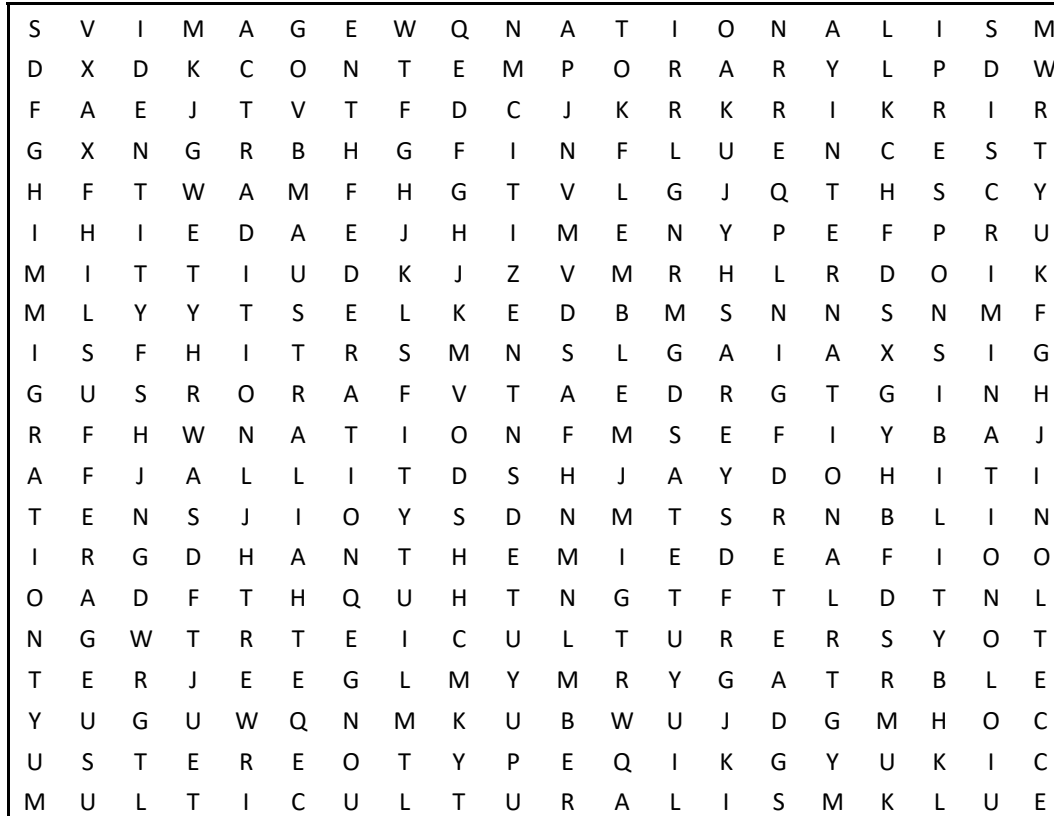 S V I M A G E W Q N A T I O N A L I S M
D X D K C O N T E M P O R A R Y L P D W
F A E J T V T F D C J K R K R I K R I R
G X N G R B H G F I N F L U E N C E S T
H F T W A M F H G T V L G J Q T H S C Y
I H I E D A E J H I M E N Y P E F P R U
M I T T I U D K J Z V M R H L R D O I K
M L Y Y T S E L K E D B M S N N S N M F
I S F H I T R S M N S L G A I A X S I G
G U S R O R A F V T A E D R G T G I N H
R F H W N A T I O N F M S E F I Y B A J
A F J A L L I T D S H J A Y D O H I T I
T E N S J I O Y S D N M T S R N B L I N
I R G D H A N T H E M I E D E A F I O O
O A D F T H Q U H T N G T F T L D T N L
N G W T R T E I C U L T U R E R S Y O T
T E R J E E G L M Y M R Y G A T R B L E
Y U G U W Q N M K U B W U J D G M H O C
U S T E R E O T Y P E Q I K G Y U K I C
M U L T I C U L T U R A L I S M K L U E